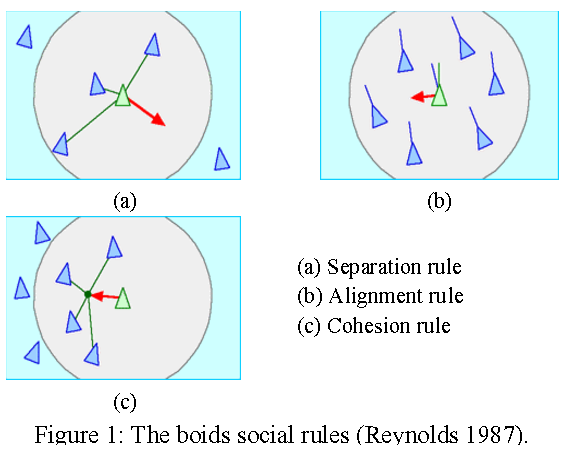 (a)
(b)
(a) Separation rule
(b) Alignment rule
(c) Cohesion rule
(c)
Figure 1: The boids social rules (Reynolds 1987).